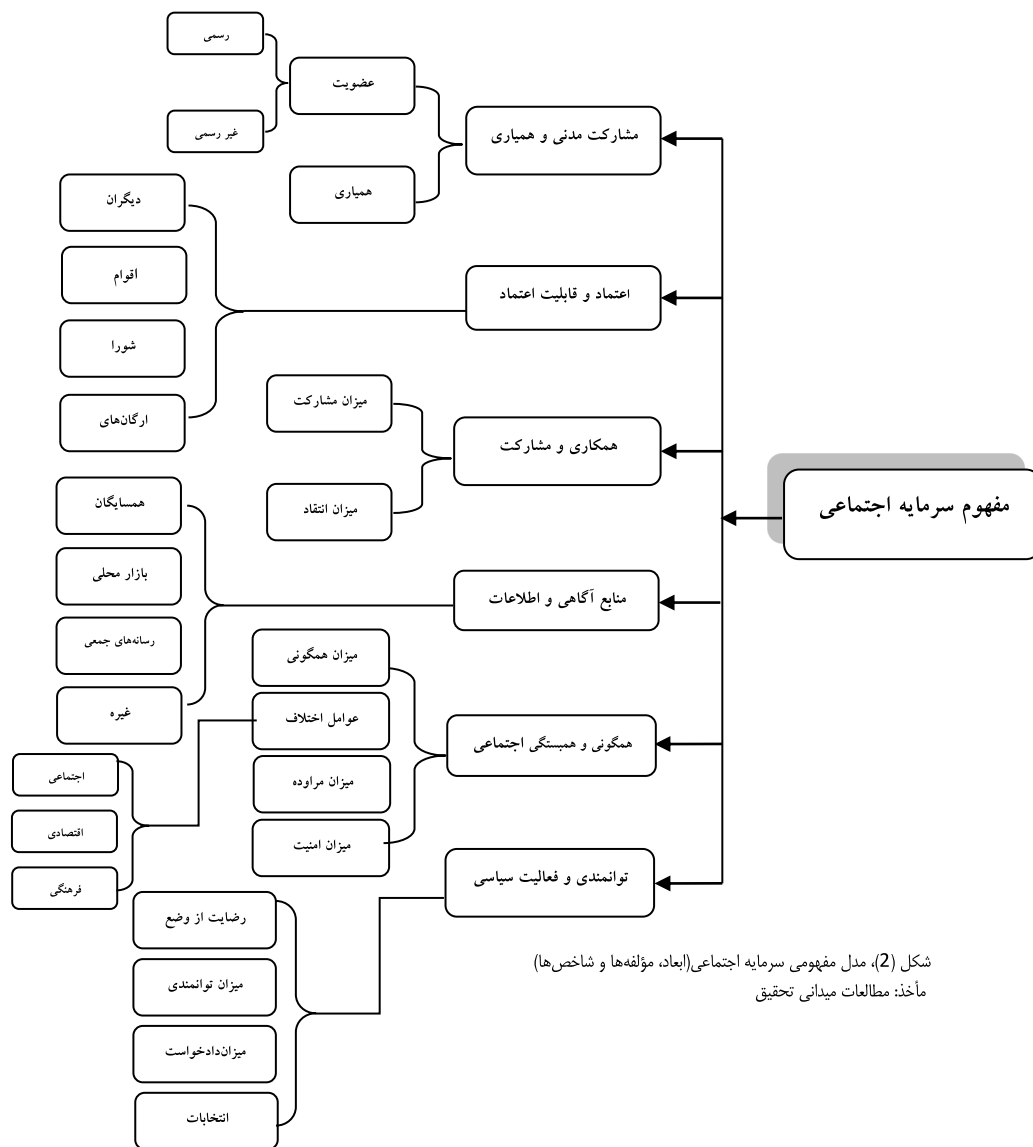 مفهوم سرمایه اجتماعی
مشارکت مدنی و همیاری
عضویت
رسمی
غیر رسمی
همیاری
اعتماد و قابلیت اعتماد
دیگران
اقوام
شورا
ارگان‌های
همکاری و مشارکت
میزان مشارکت
میزان انتقاد
منابع آگاهی و اطلاعات
همسایگان
بازار محلی
رسانه‌های جمعی
غیره
همگونی و همبستگی اجتماعی
میزان همگونی
عوامل اختلاف
اجتماعی
اقتصادی
فرهنگی
میزان مراوده
میزان امنیت
توانمندی و فعالیت سیاسی
رضایت از وضع
میزان توانمندی
میزان‌دادخواست
انتخابات
شکل (2)، مدل مفهومی سرمایه اجتماعی(ابعاد، مؤلفه‌ها و شاخص‌ها)
مأخذ: مطالعات میدانی تحقیق